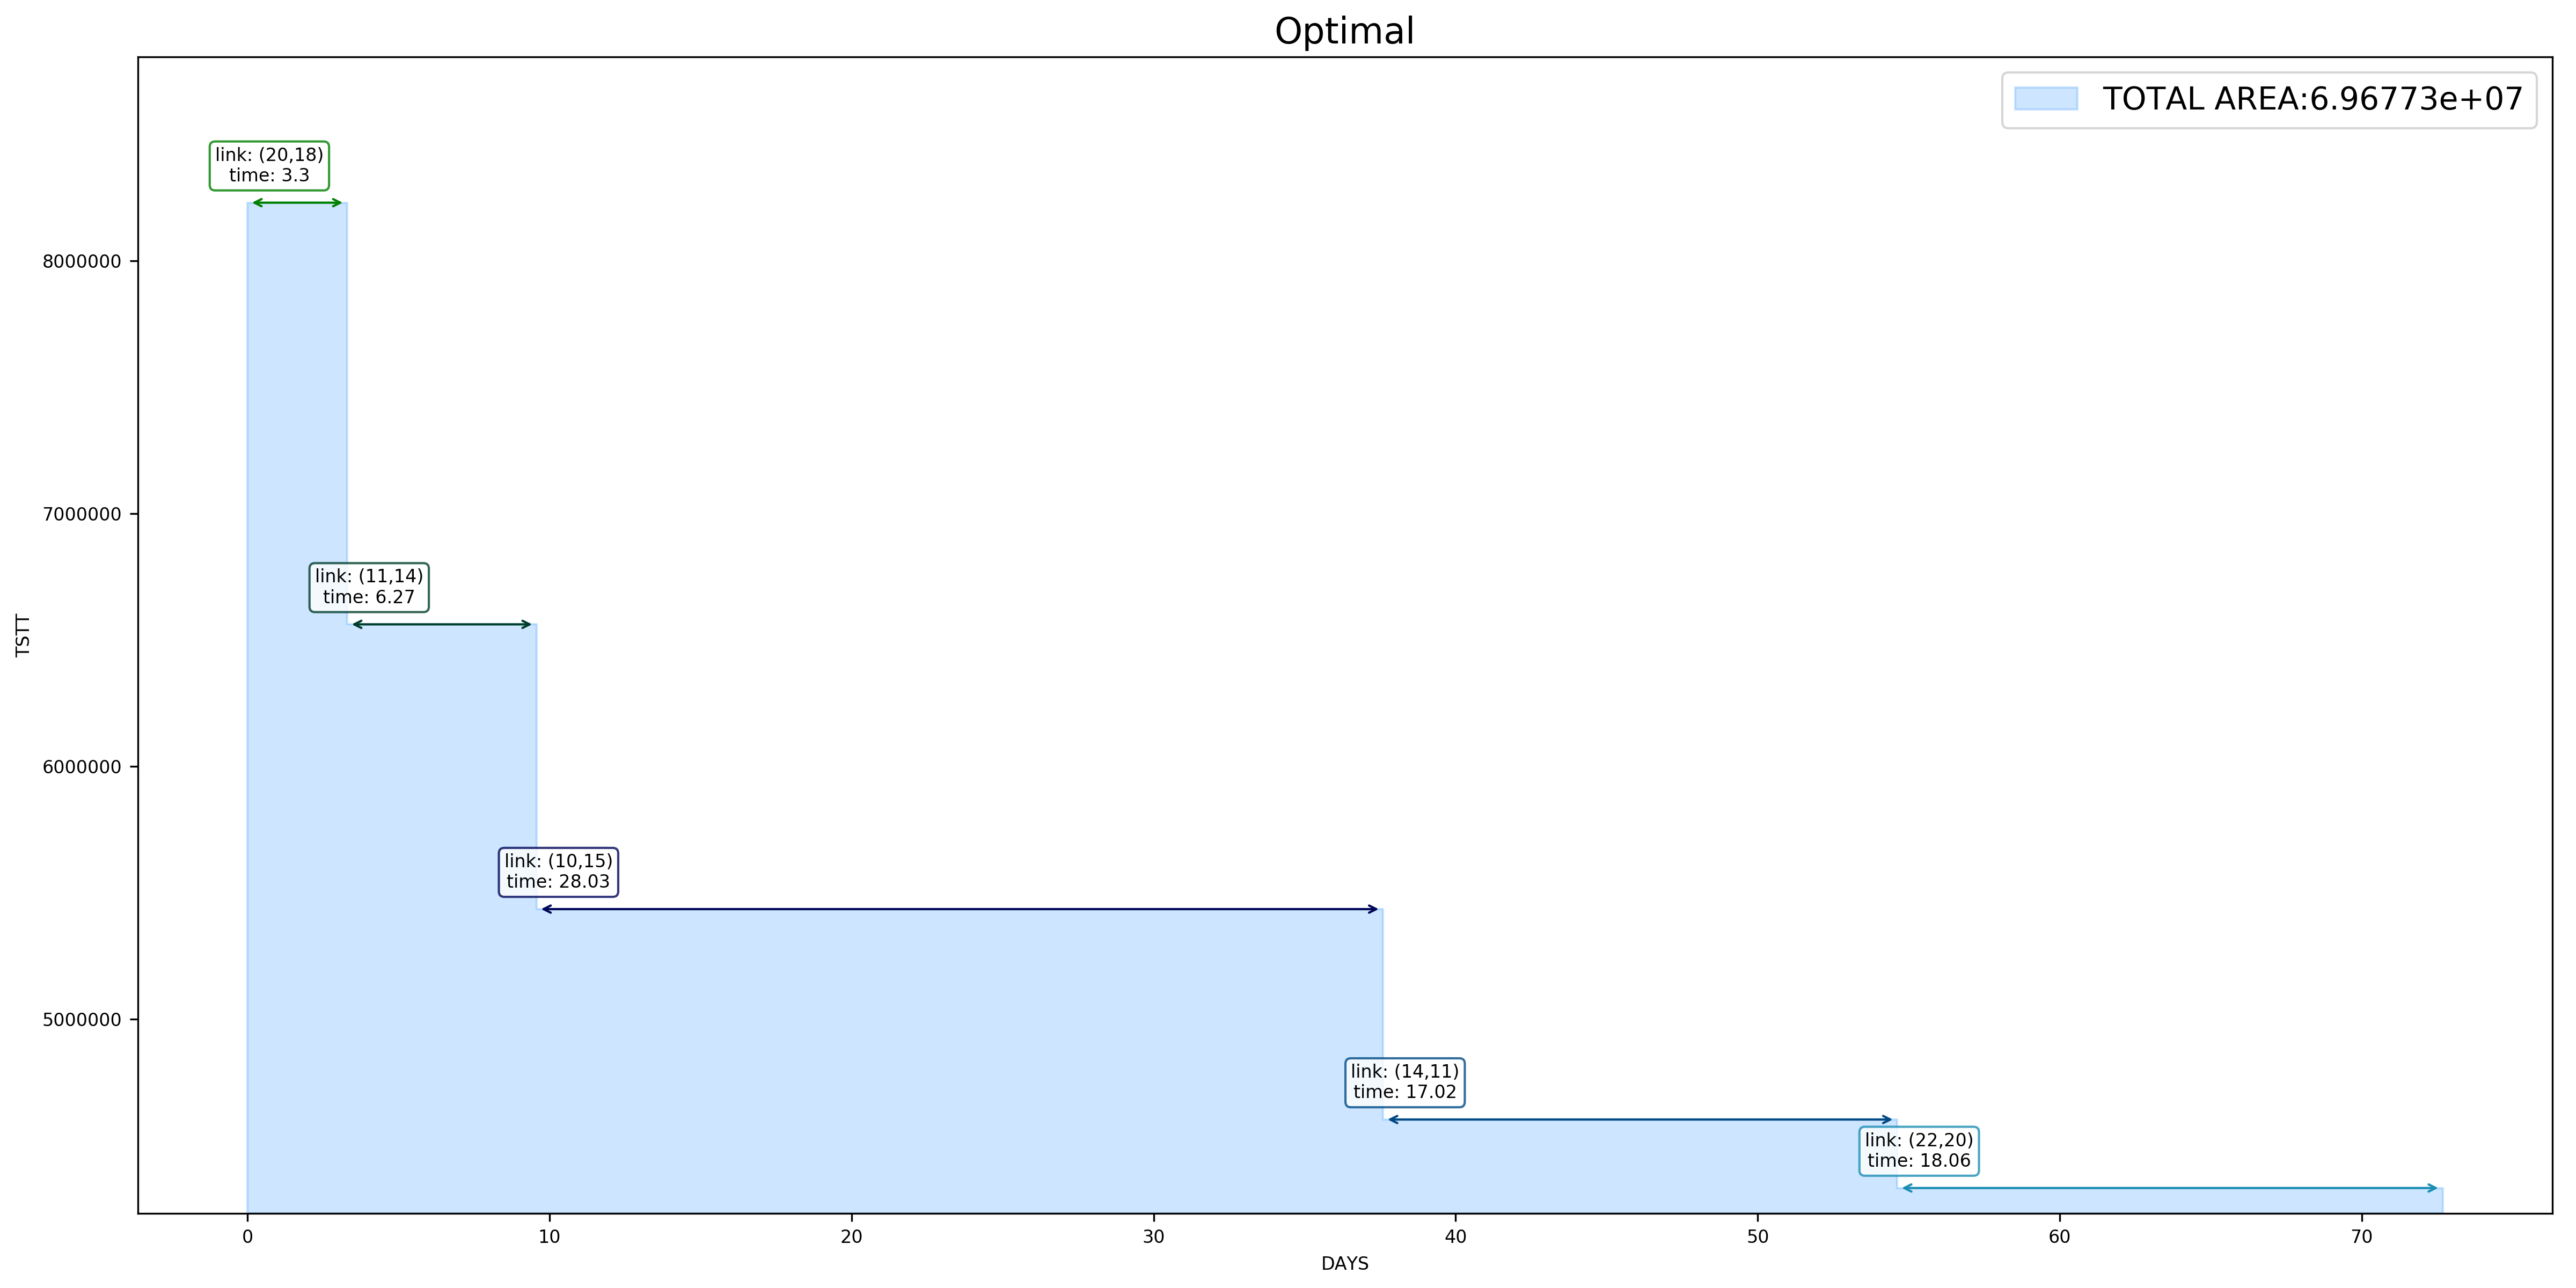 Optimal
TOTAL AREA:6.96773e+07
link: (20,18)
time: 3.3
8000000
7000000
link: (11,14)
time: 6.27
TSTT
6000000
link: (10,15)
time: 28.03
5000000
link: (14,11)
time: 17.02
link: (22,20)
time: 18.06
0 10 20 30 40 50 60 70
DAYS